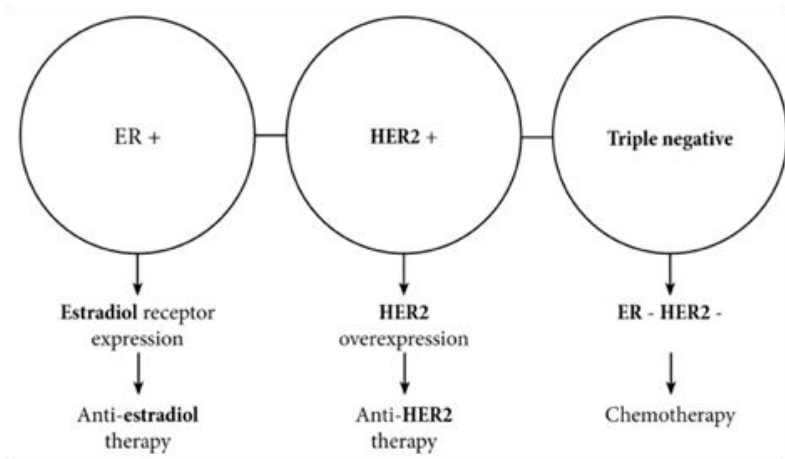 ER +
HER2 +
Triple negative
Estradiol receptor
expression
HER2
overexpression
ER - HER2 -
Anti-estradiol
therapy
Anti-HER2
therapy
Chemotherapy